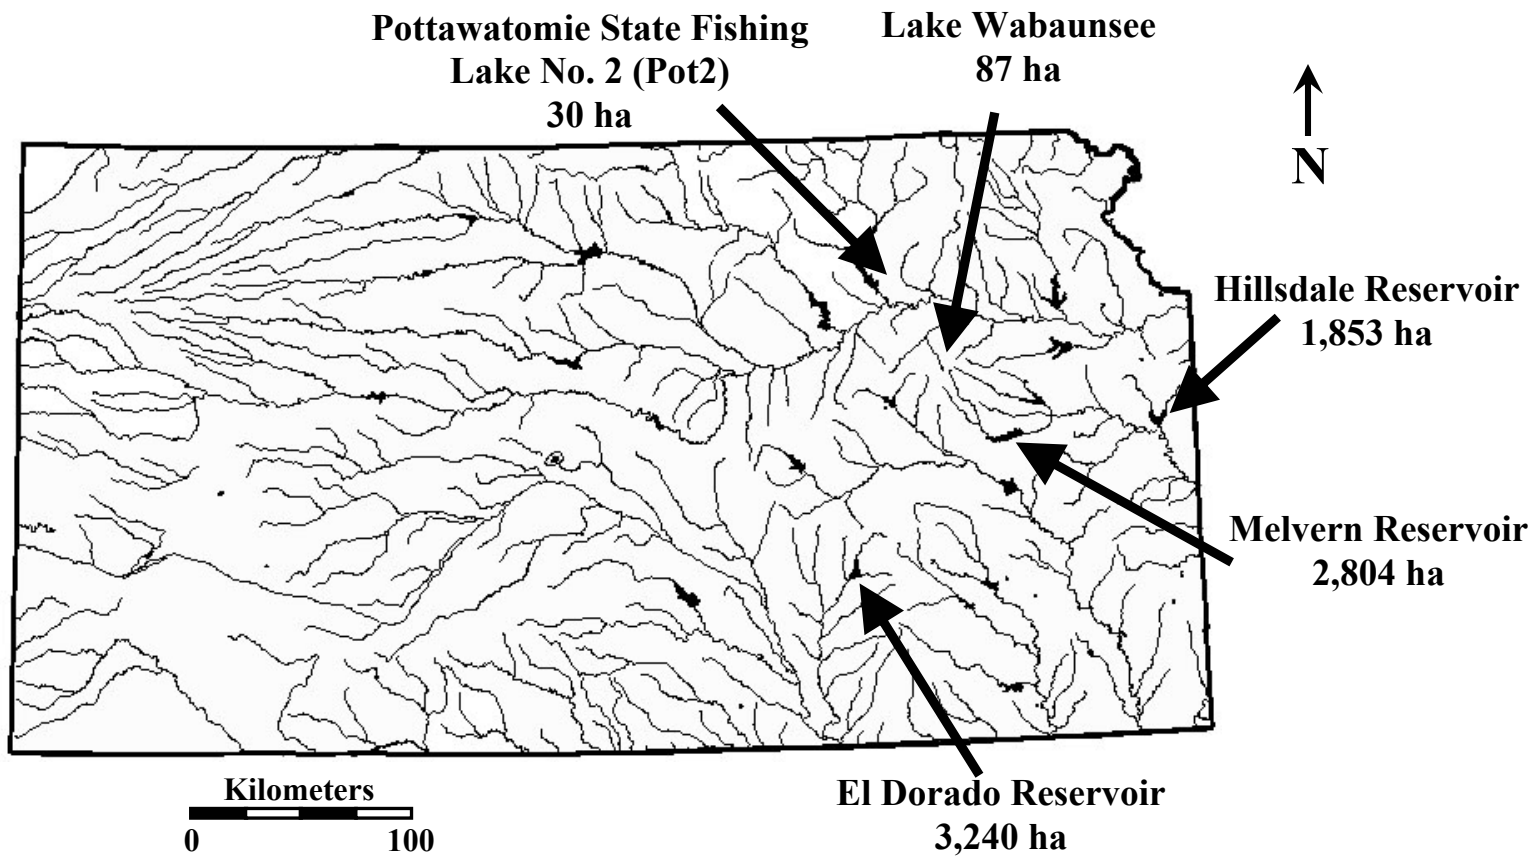 Pottawatomie State Fishing
Lake No. 2 (Pot2)
30 ha
Lake Wabaunsee
87 ha
N
Hillsdale Reservoir
1,853 ha
Melvern Reservoir
2,804 ha
El Dorado Reservoir
3,240 ha
Kilometers
0 100